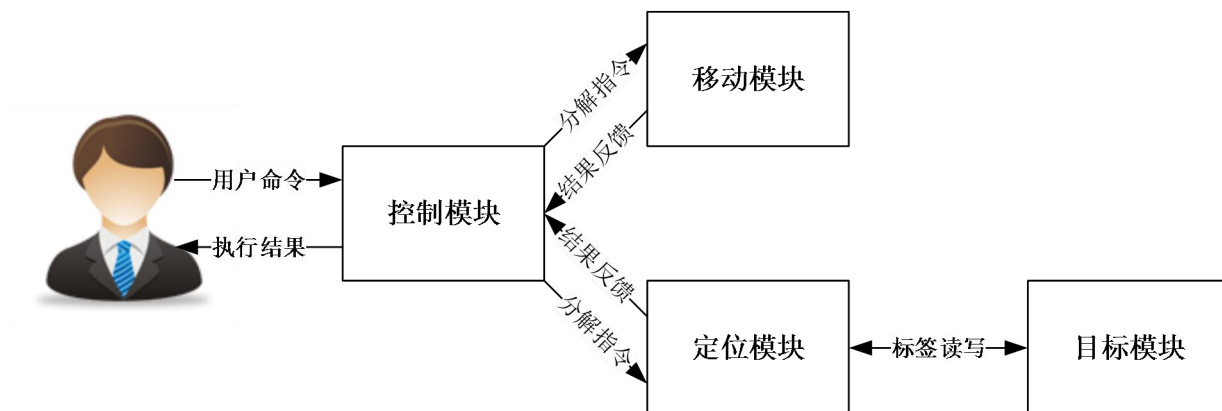 移动模块
分解指令
结果反馈
用户命令
控制模块
执行结果
结果反馈
分解指令
定位模块
标签读写
目标模块